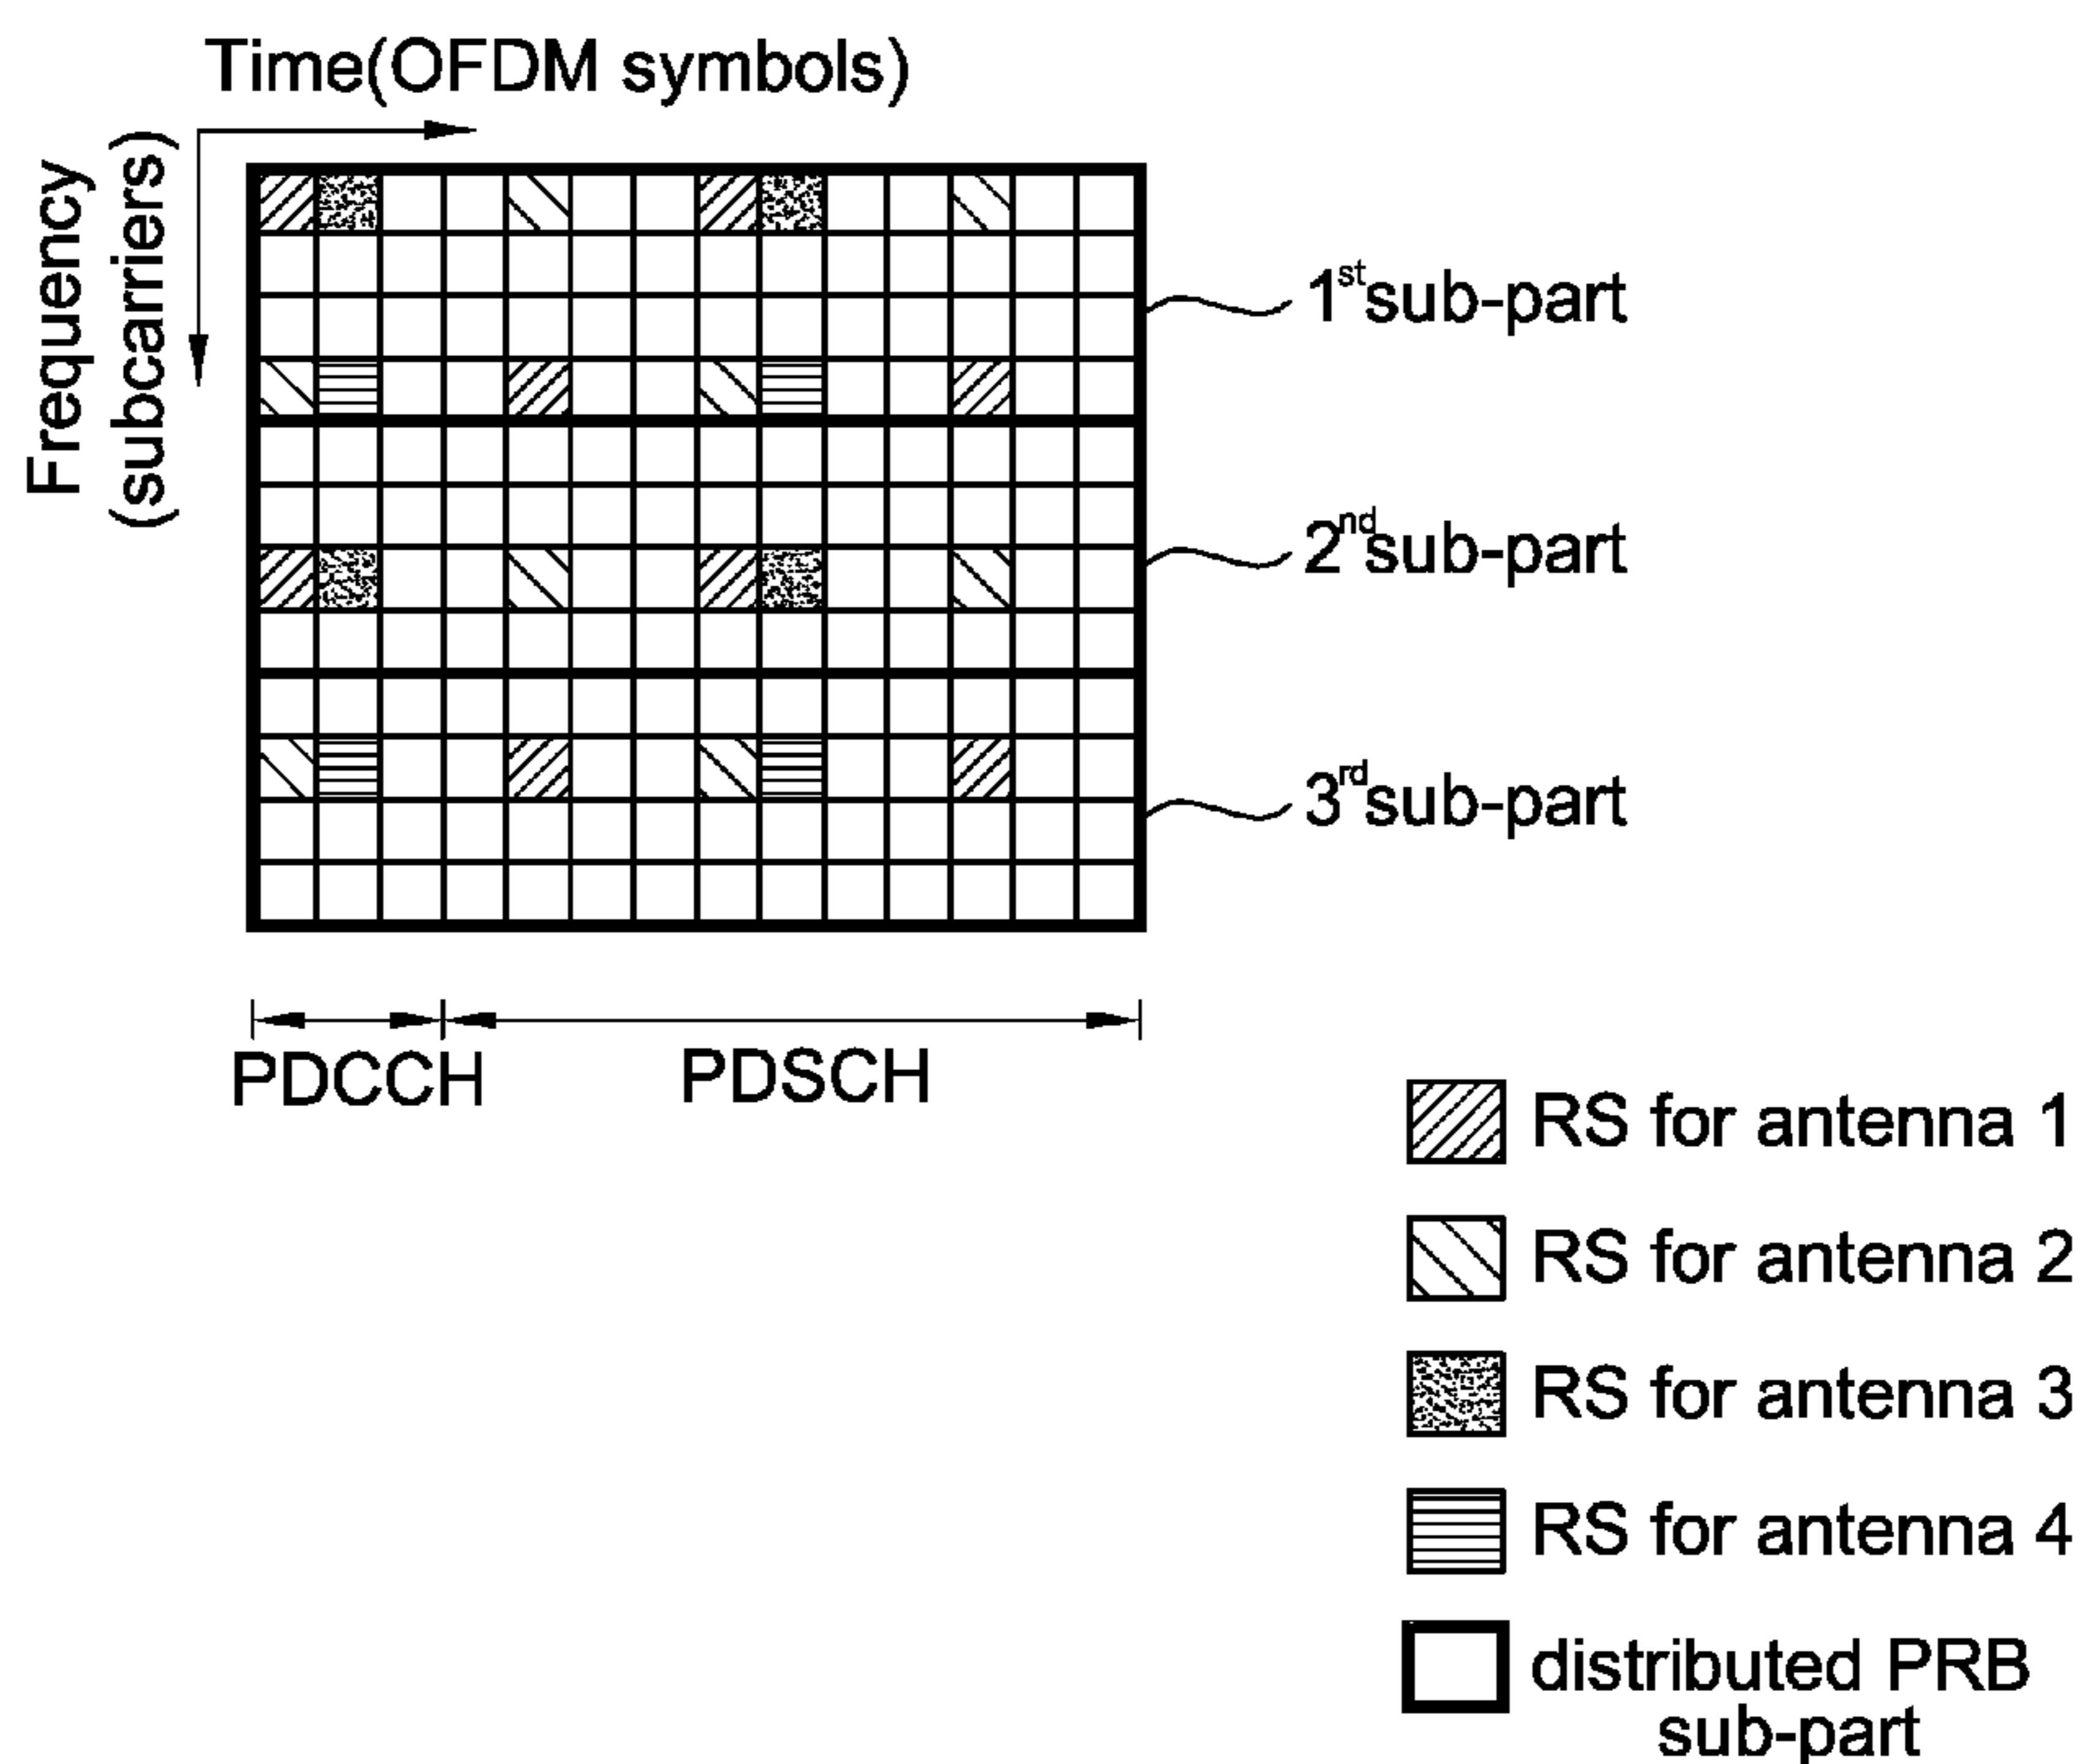 Time(OFDM symbols)
Frequency
(subcarriers)
1st sub-part
2nd sub-part
3rd sub-part
PDCCH
PDSCH
RS for antenna 1
RS for antenna 2
RS for antenna 3
RS for antenna 4
distributed PRB
sub-part